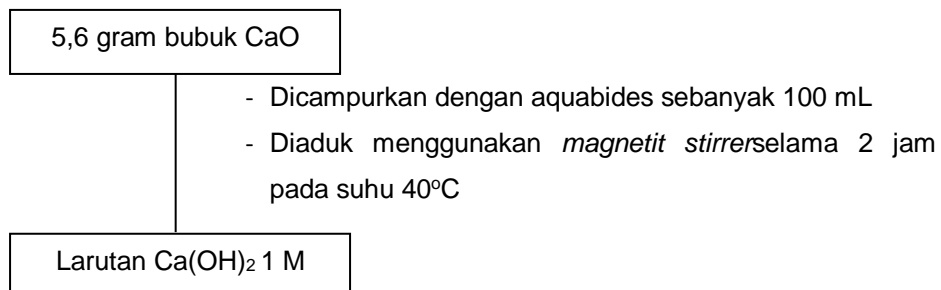 5,6 gram bubuk CaO
- Dicampurkan dengan aquabides sebanyak 100 mL
- Diaduk menggunakan magnetit stirrerselama 2 jam
pada suhu 40°C
Larutan Ca(OH)₂ 1 M